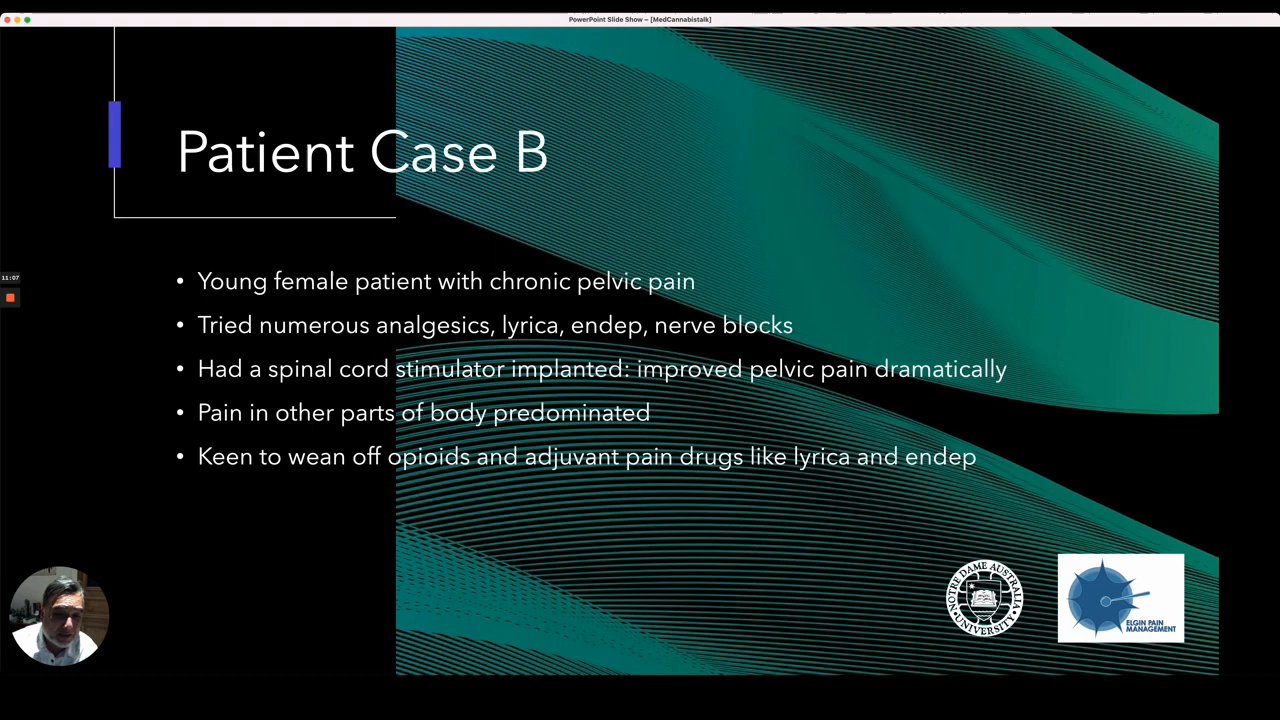 PowerPoint Slide Show – [MedCannabistalk]
Patient Case B
• Young female patient with chronic pelvic pain
• Tried numerous analgesics, lyrica, endep, nerve blocks
• Had a spinal cord stimulator implanted: improved pelvic pain dramatically
• Pain in other parts of body predominated
• Keen to wean off opioids and adjuvant pain drugs like lyrica and endep
11:07
NOTRE DAME AUSTRALIA
UNIVERSITY
ELGIN PAIN
MANAGEMENT